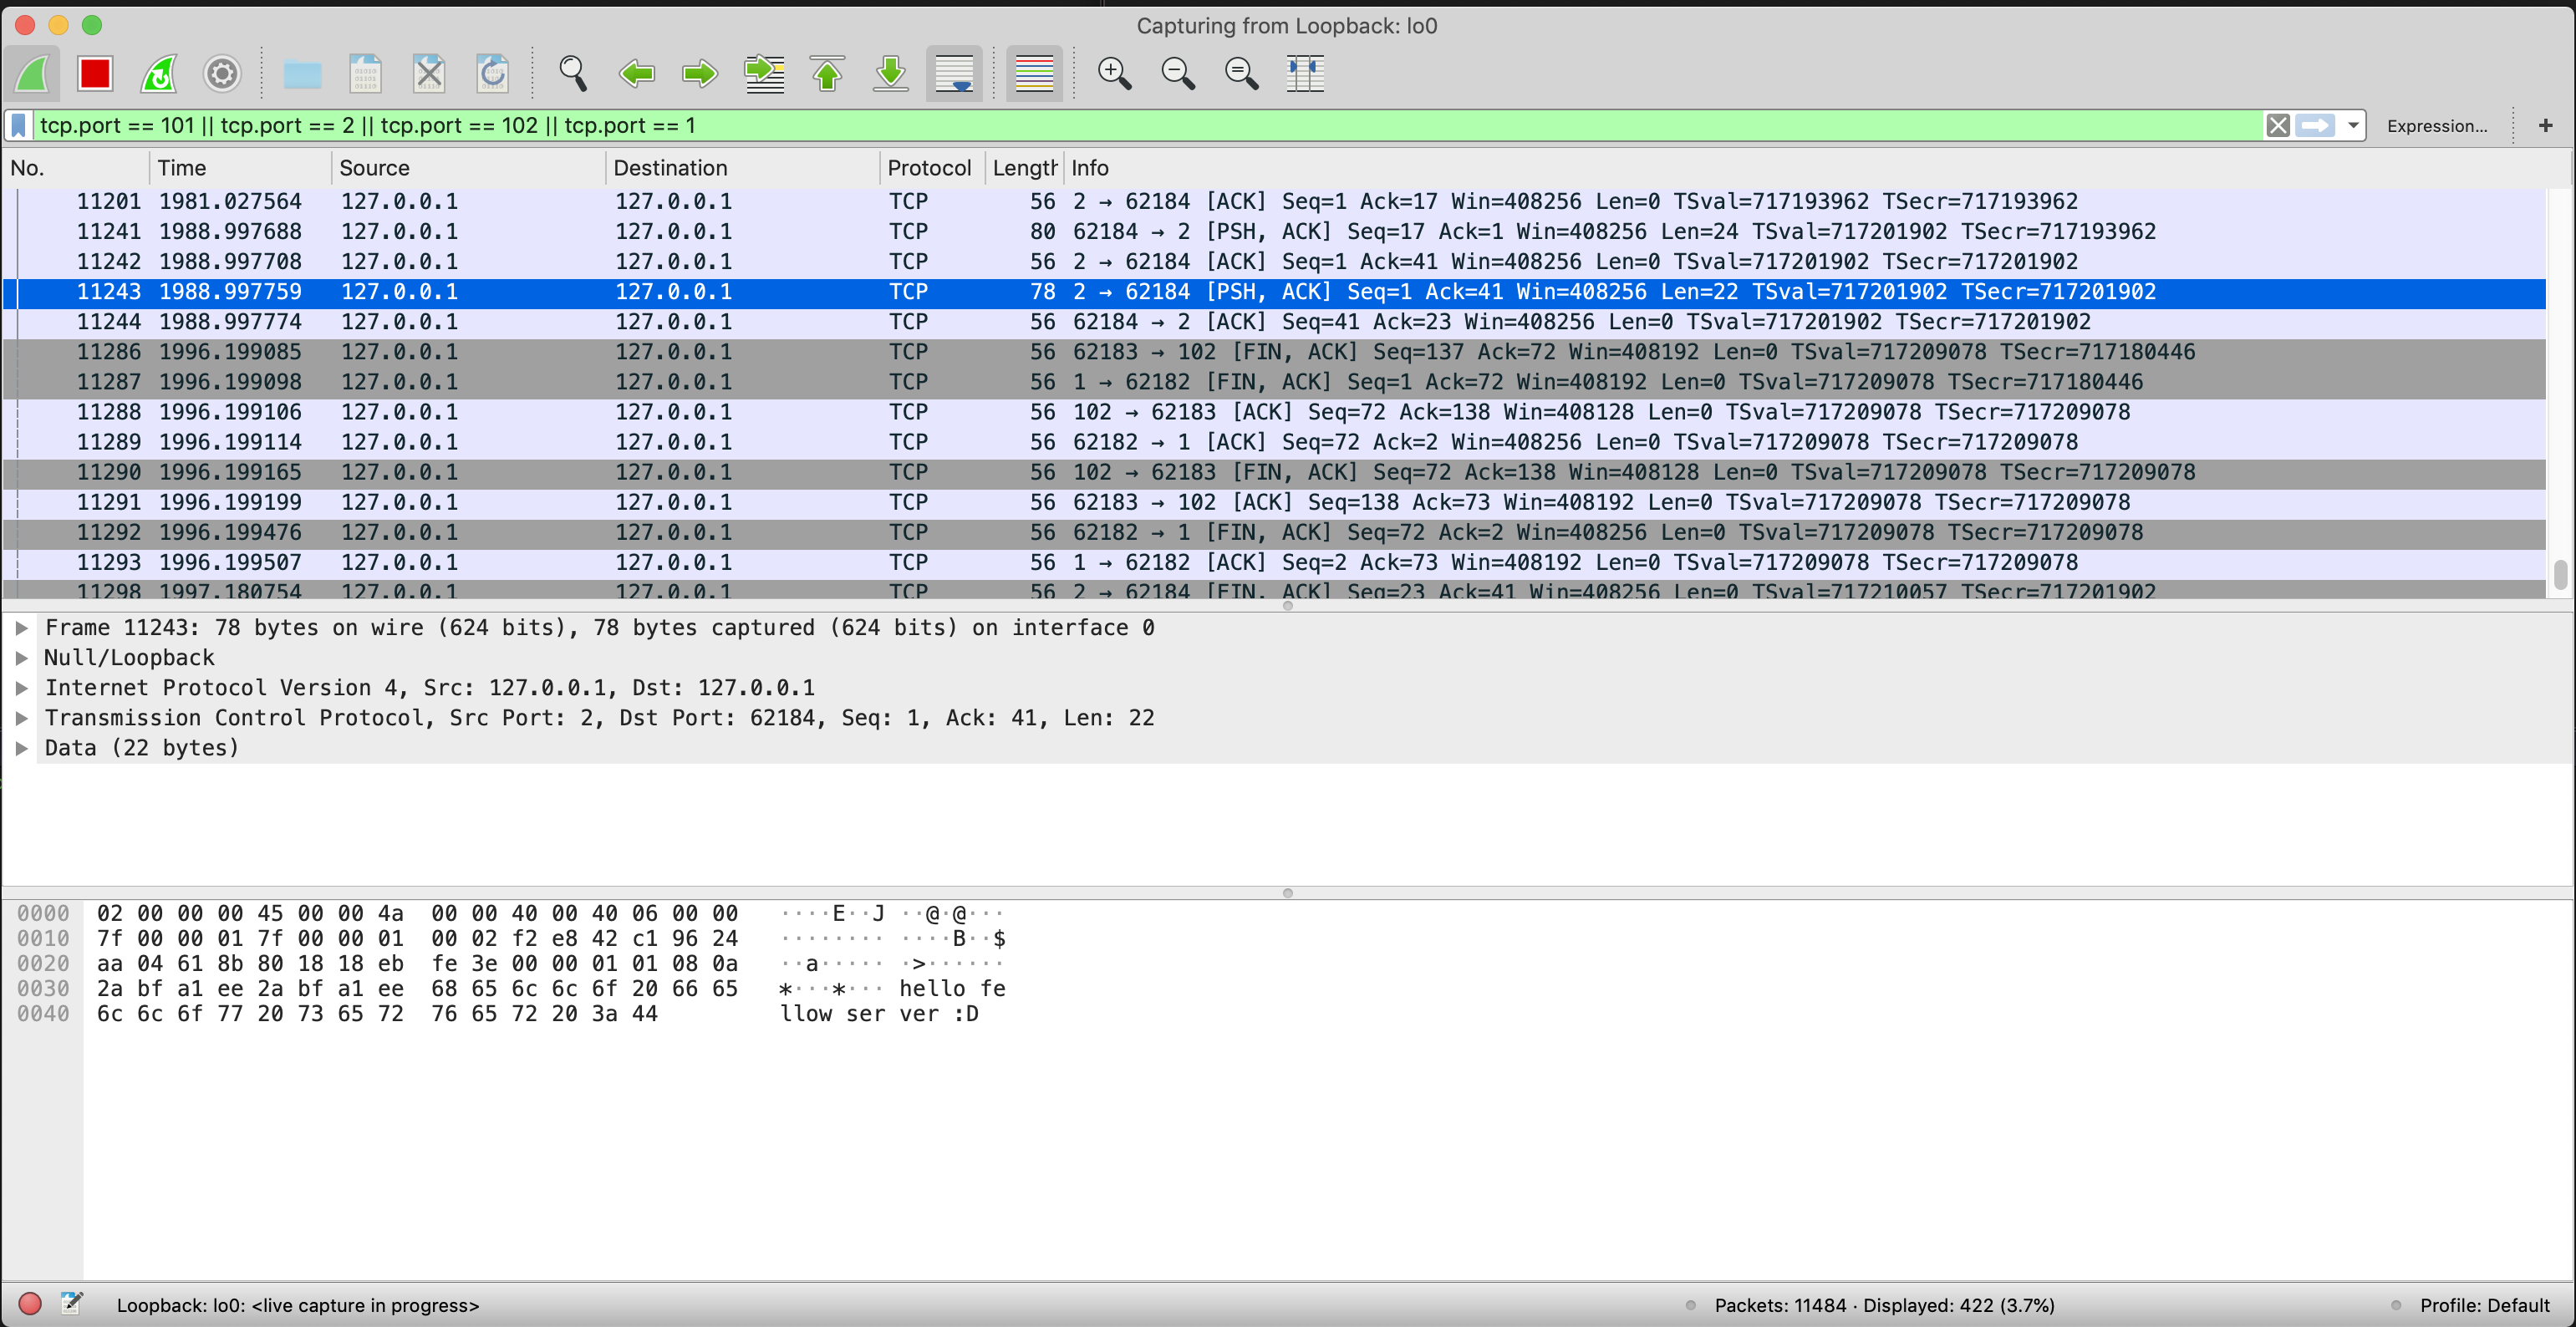 Capturing from Loopback: lo0
tcp.port == 101 || tcp.port == 2 || tcp.port == 102 || tcp.port == 1
Expression... +
No. Time Source Destination Protocol Length Info
11201 1981.027564 127.0.0.1 127.0.0.1 TCP 56 2 → 62184 [ACK] Seq=1 Ack=17 Win=408256 Len=0 TSval=717193962 TSecr=717193962
11241 1988.997688 127.0.0.1 127.0.0.1 TCP 80 62184 → 2 [PSH, ACK] Seq=17 Ack=1 Win=408256 Len=24 TSval=717201902 TSecr=717193962
11242 1988.997708 127.0.0.1 127.0.0.1 TCP 56 2 → 62184 [ACK] Seq=1 Ack=41 Win=408256 Len=0 TSval=717201902 TSecr=717201902
11243 1988.997759 127.0.0.1 127.0.0.1 TCP 78 2 → 62184 [PSH, ACK] Seq=1 Ack=41 Win=408256 Len=22 TSval=717201902 TSecr=717201902
11244 1988.997774 127.0.0.1 127.0.0.1 TCP 56 62184 → 2 [ACK] Seq=41 Ack=23 Win=408256 Len=0 TSval=717201902 TSecr=717201902
11286 1996.199085 127.0.0.1 127.0.0.1 TCP 56 62183 → 102 [FIN, ACK] Seq=137 Ack=72 Win=408192 Len=0 TSval=717209078 TSecr=717180446
11287 1996.199098 127.0.0.1 127.0.0.1 TCP 56 1 → 62182 [FIN, ACK] Seq=1 Ack=72 Win=408192 Len=0 TSval=717209078 TSecr=717180446
11288 1996.199106 127.0.0.1 127.0.0.1 TCP 56 102 → 62183 [ACK] Seq=72 Ack=138 Win=408128 Len=0 TSval=717209078 TSecr=717209078
11289 1996.199114 127.0.0.1 127.0.0.1 TCP 56 62182 → 1 [ACK] Seq=72 Ack=2 Win=408256 Len=0 TSval=717209078 TSecr=717209078
11290 1996.199165 127.0.0.1 127.0.0.1 TCP 56 102 → 62183 [FIN, ACK] Seq=72 Ack=138 Win=408128 Len=0 TSval=717209078 TSecr=717209078
11291 1996.199199 127.0.0.1 127.0.0.1 TCP 56 62183 → 102 [ACK] Seq=138 Ack=73 Win=408192 Len=0 TSval=717209078 TSecr=717209078
11292 1996.199476 127.0.0.1 127.0.0.1 TCP 56 62182 → 1 [FIN, ACK] Seq=72 Ack=2 Win=408256 Len=0 TSval=717209078 TSecr=717209078
11293 1996.199507 127.0.0.1 127.0.0.1 TCP 56 1 → 62182 [ACK] Seq=2 Ack=73 Win=408192 Len=0 TSval=717209078 TSecr=717209078
11298 1997.180754 127.0.0.1 127.0.0.1 TCP 56 2 → 62184 [FIN, ACK] Seq=23 Ack=41 Win=408256 Len=0 TSval=717210057 TSecr=717201902
Frame 11243: 78 bytes on wire (624 bits), 78 bytes captured (624 bits) on interface 0
Null/Loopback
Internet Protocol Version 4, Src: 127.0.0.1, Dst: 127.0.0.1
Transmission Control Protocol, Src Port: 2, Dst Port: 62184, Seq: 1, Ack: 41, Len: 22
Data (22 bytes)
0000 02 00 00 00 45 00 00 4a 00 00 40 00 40 06 00 00 ····E··J ··@·@···
0010 7f 00 00 01 7f 00 00 01 00 02 f2 e8 42 c1 96 24 ········ ····B··$
0020 aa 04 61 8b 80 18 18 eb fe 3e 00 00 01 01 08 0a ··a····· ·>······
0030 2a bf a1 ee 2a bf a1 ee 68 65 6c 6c 6f 20 66 65 *···*··· hello fe
0040 6c 6c 6f 77 20 73 65 72 76 65 72 20 3a 44 llow ser ver :D
Loopback: lo0: <live capture in progress> Packets: 11484 · Displayed: 422 (3.7%) Profile: Default